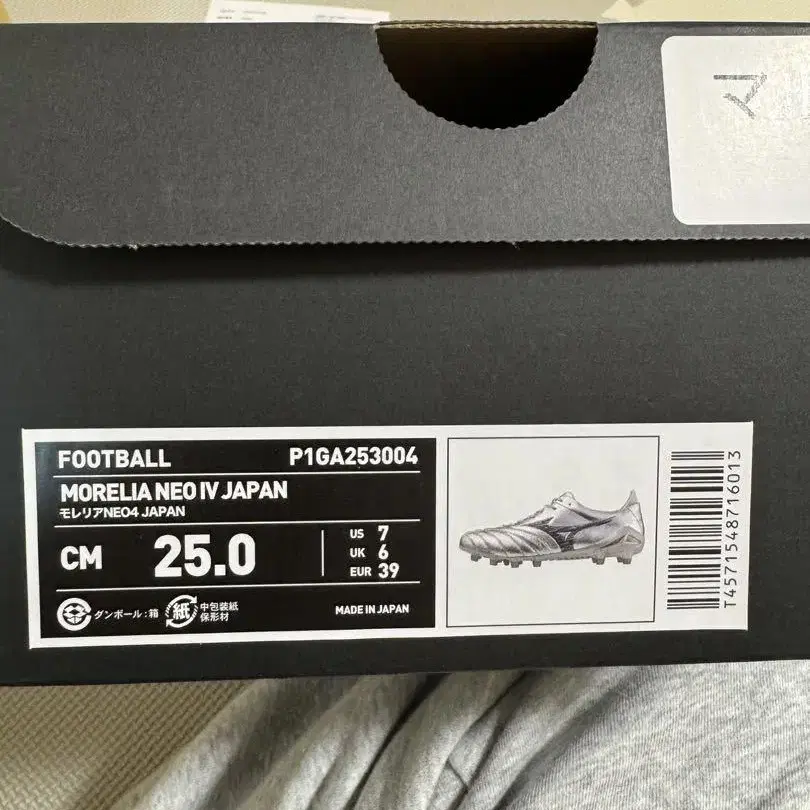 FOOTBALL P1GA253004
MORELIA NEO IV JAPAN
モレリアNEO4 JAPAN
CM 25.0
US 7
UK 6
EUR 39
ダンボール:箱
紙 中包装紙
保形材
MADE IN JAPAN
T4571548716013
マ